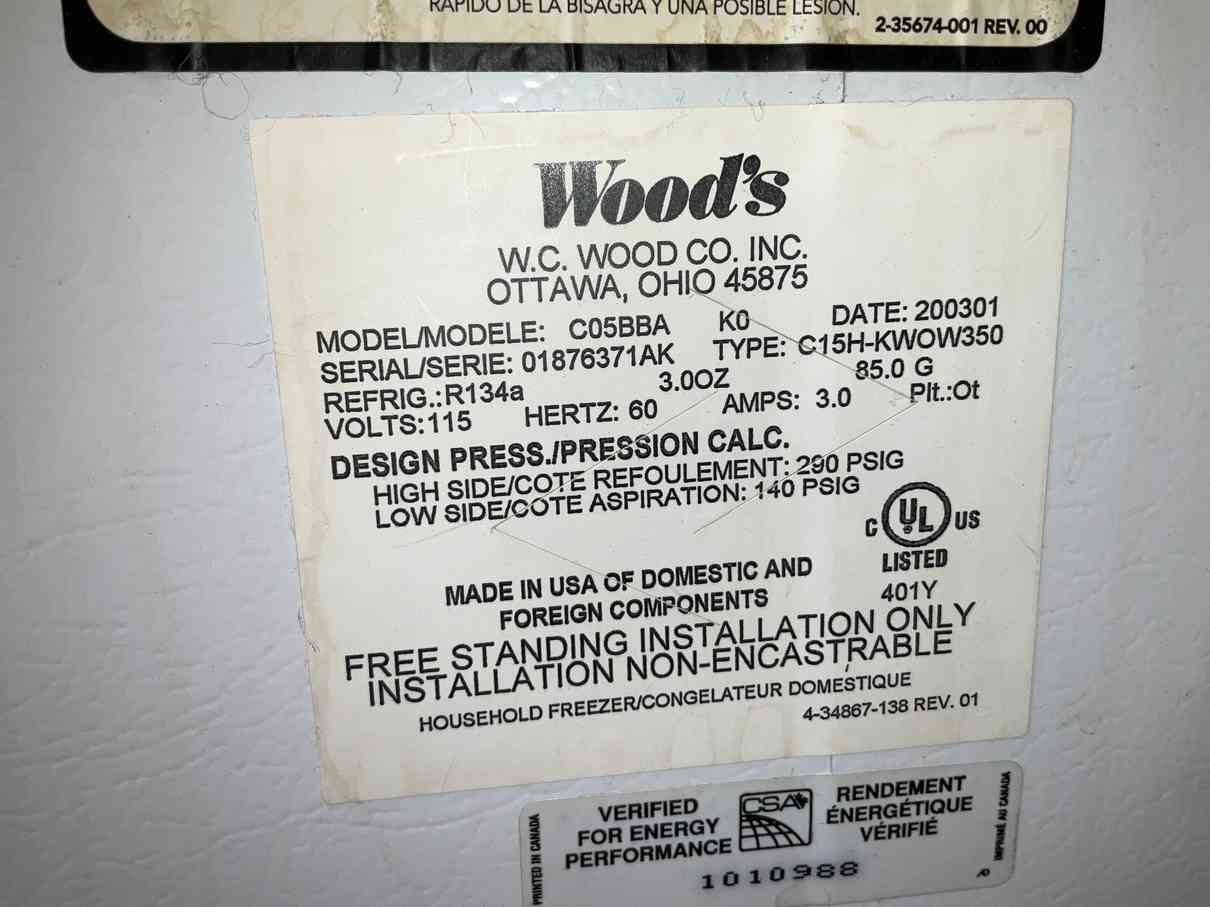 RÁPIDO DE LA BISAGRA Y UNA POSIBLE LESIÓN.
2-35674-001 REV. 00
Wood's
W.C. WOOD CO. INC.
OTTAWA, OHIO 45875
MODEL/MODELE: C05BBA K0 DATE: 200301
SERIAL/SERIE: 01876371AK TYPE: C15H-KWOW350
REFRIG.:R134a 3.0OZ 85.0 G
VOLTS:115 HERTZ: 60 AMPS: 3.0 Plt.:Ot
DESIGN PRESS./PRESSION CALC.
HIGH SIDE/COTE REFOULEMENT: 290 PSIG
LOW SIDE/COTE ASPIRATION: 140 PSIG
C UL US
LISTED
401Y
MADE IN USA OF DOMESTIC AND
FOREIGN COMPONENTS
FREE STANDING INSTALLATION ONLY
INSTALLATION NON-ENCASTRABLE
HOUSEHOLD FREEZER/CONGELATEUR DOMESTIQUE
4-34867-138 REV. 01
PRINTED IN CANADA
VERIFIED
FOR ENERGY
PERFORMANCE
CSA
RENDEMENT
ÉNERGÉTIQUE
VÉRIFIÉ
IMPRIMÉ AU CANADA
1010988